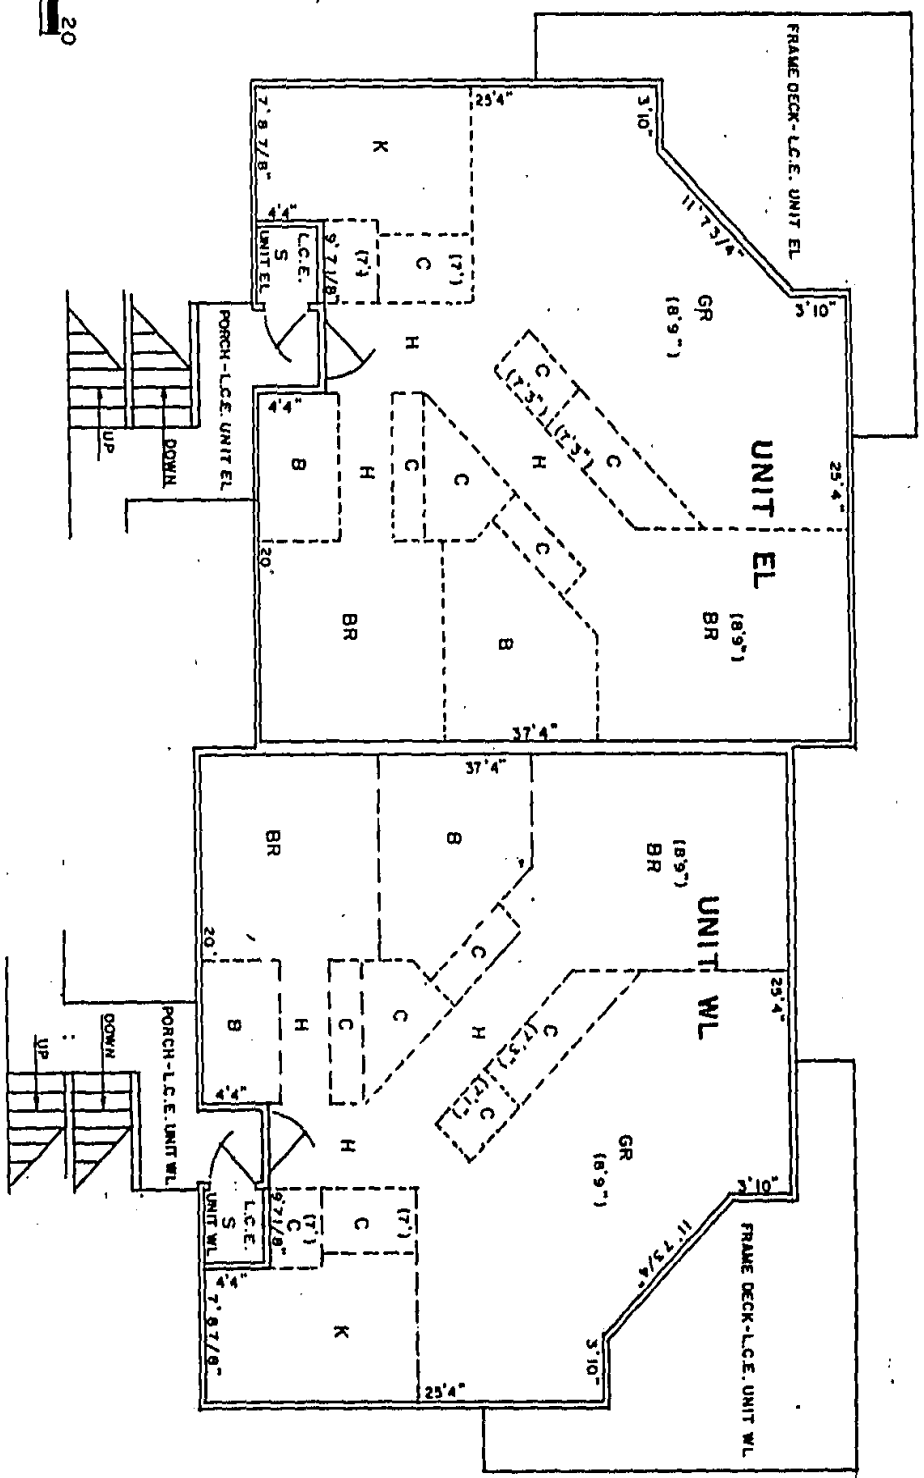 20
FRAME DECK-L.C.E. UNIT EL
3'10"
25'4"
7' 8 7/8"
K
11' 7 3/4"
4'4"
L.C.E.
S
UNIT EL
9' 7 1/8"
(7')
(7')
C
3'10"
GR
(8'9")
H
PORCH-L.C.E. UNIT EL
UP
DOWN
C
(7'3")
(7'3")
C
4'4"
B
H
C
C
H
C
25'4"
UNIT EL
20'
BR
B
(8'9")
BR
37'4"
37'4"
BR
B
(8'9")
BR
UNIT WL
20'
25'4"
C
B
H
C
C
H
C
(7'3")
(7'1")
C
DOWN
UP
PORCH-L.C.E. UNIT WL
4'4"
H
GR
(8'9")
3'10"
L.C.E.
S
UNIT WL
9' 7 1/8"
(7')
C
(7')
C
FRAME DECK-L.C.E. UNIT WL
11' 7 3/4"
4'4"
7' 8 7/8"
K
3'10"
25'4"